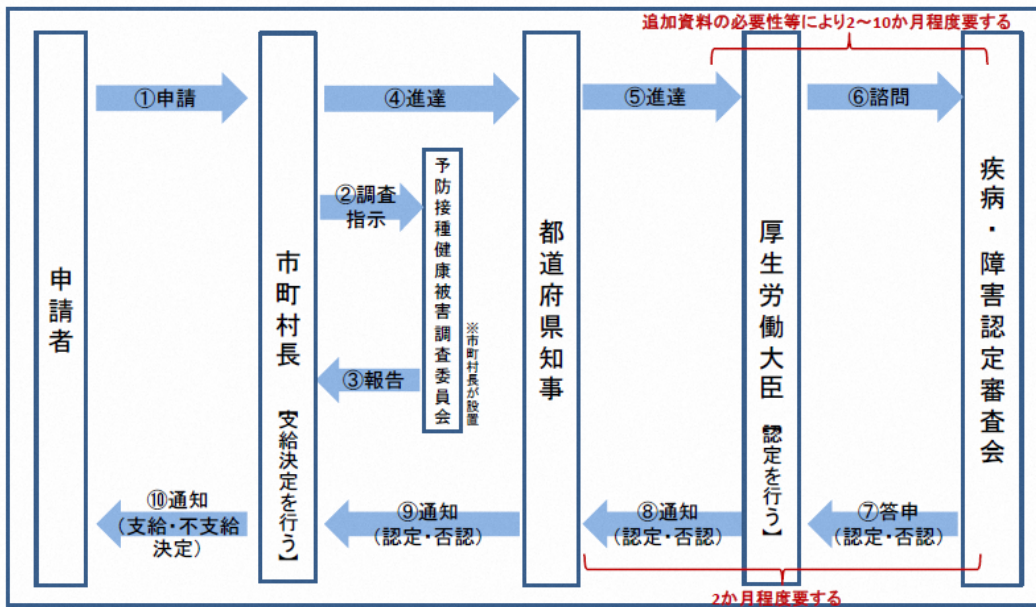 追加資料の必要性等により2～10か月程度要する
①申請
④進達
⑤進達
⑥諮問
申請者
市町村長
【支給決定を行う】
②調査
指示
予防接種健康被害調査委員会
※市町村長が設置
③報告
都道府県知事
厚生労働大臣
【認定を行う】
疾病・障害認定審査会
⑦答申
(認定・否認)
⑧通知
(認定・否認)
⑨通知
(認定・否認)
⑩通知
(支給・不支給
決定)
2か月程度要する